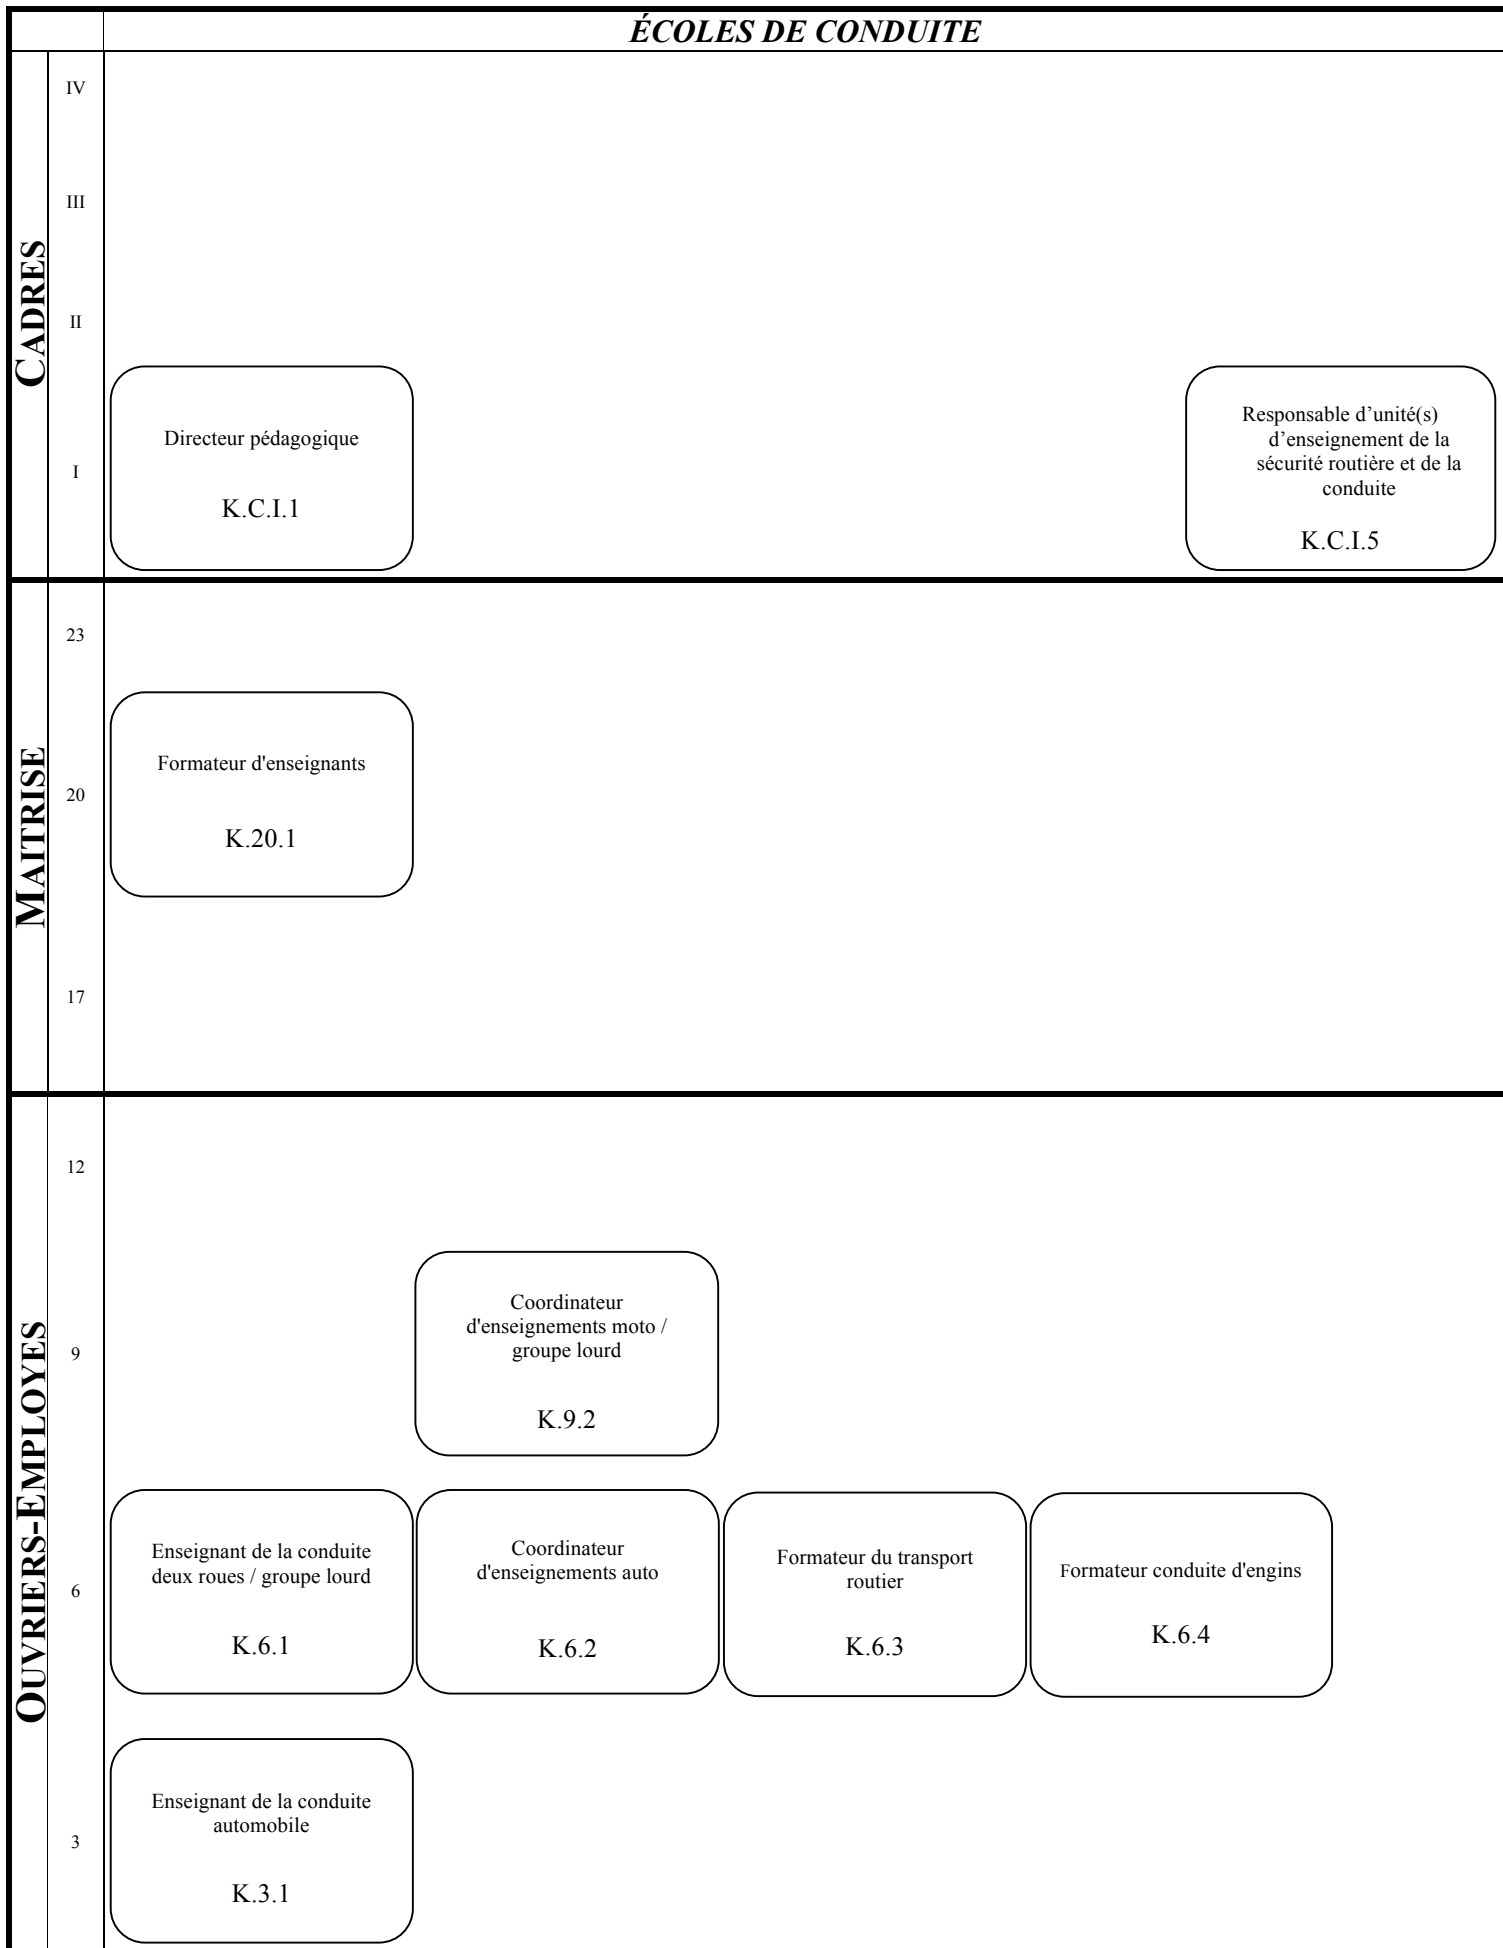 ÉCOLES DE CONDUITE
CADRES
IV
III
II
I
Directeur pédagogique
K.C.I.1
Responsable d’unité(s)
d’enseignement de la
sécurité routière et de la
conduite
K.C.I.5
MAITRISE
23
20
17
Formateur d'enseignants
K.20.1
OUVRIERS-EMPLOYES
12
9
Coordinateur
d'enseignements moto /
groupe lourd
K.9.2
6
Enseignant de la conduite
deux roues / groupe lourd
K.6.1
Coordinateur
d'enseignements auto
K.6.2
Formateur du transport
routier
K.6.3
Formateur conduite d'engins
K.6.4
3
Enseignant de la conduite
automobile
K.3.1